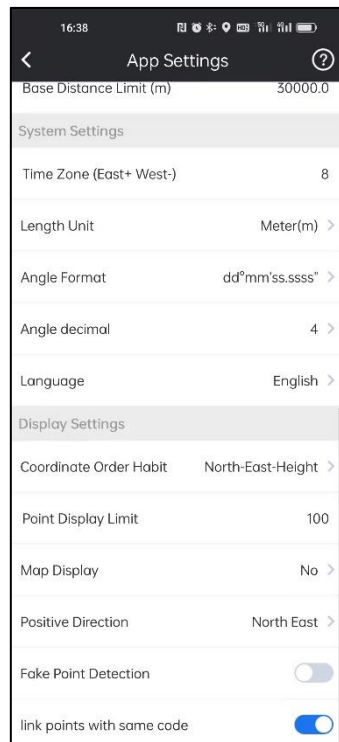 16:38
App Settings
Base Distance Limit (m) 30000.0
System Settings
Time Zone (East+ West-) 8
Length Unit Meter(m)
Angle Format dd°mm'ss.ssss"
Angle decimal 4
Language English
Display Settings
Coordinate Order Habit North-East-Height
Point Display Limit 100
Map Display No
Positive Direction North East
Fake Point Detection
link points with same code